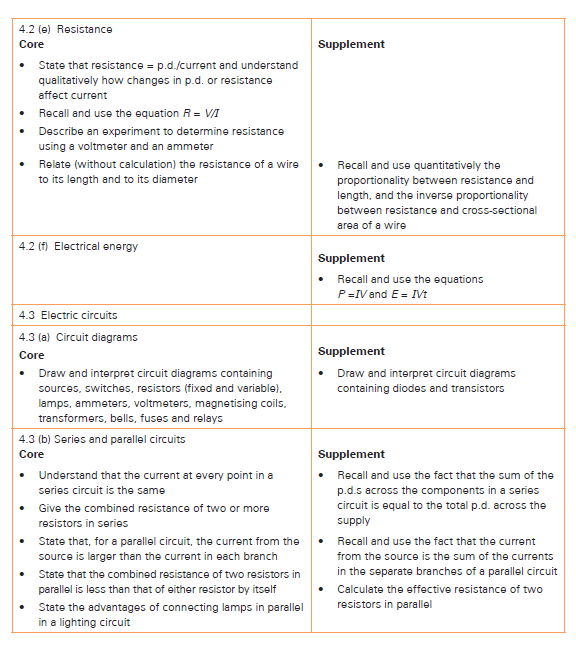 4.2 (e) Resistance
Core
• State that resistance = p.d./current and understand
qualitatively how changes in p.d. or resistance
affect current
• Recall and use the equation R = V/I
• Describe an experiment to determine resistance
using a voltmeter and an ammeter
• Relate (without calculation) the resistance of a wire
to its length and to its diameter
Supplement
• Recall and use quantitatively the
proportionality between resistance and
length, and the inverse proportionality
between resistance and cross-sectional
area of a wire
4.2 (f) Electrical energy
Supplement
• Recall and use the equations
P =IV and E = IVt
4.3 Electric circuits
4.3 (a) Circuit diagrams
Core
• Draw and interpret circuit diagrams containing
sources, switches, resistors (fixed and variable),
lamps, ammeters, voltmeters, magnetising coils,
transformers, bells, fuses and relays
Supplement
• Draw and interpret circuit diagrams
containing diodes and transistors
4.3 (b) Series and parallel circuits
Core
• Understand that the current at every point in a
series circuit is the same
• Give the combined resistance of two or more
resistors in series
• State that, for a parallel circuit, the current from the
source is larger than the current in each branch
• State that the combined resistance of two resistors in
parallel is less than that of either resistor by itself
• State the advantages of connecting lamps in parallel
in a lighting circuit
Supplement
• Recall and use the fact that the sum of the
p.d.s across the components in a series
circuit is equal to the total p.d. across the
supply
• Recall and use the fact that the current
from the source is the sum of the currents
in the separate branches of a parallel circuit
• Calculate the effective resistance of two
resistors in parallel